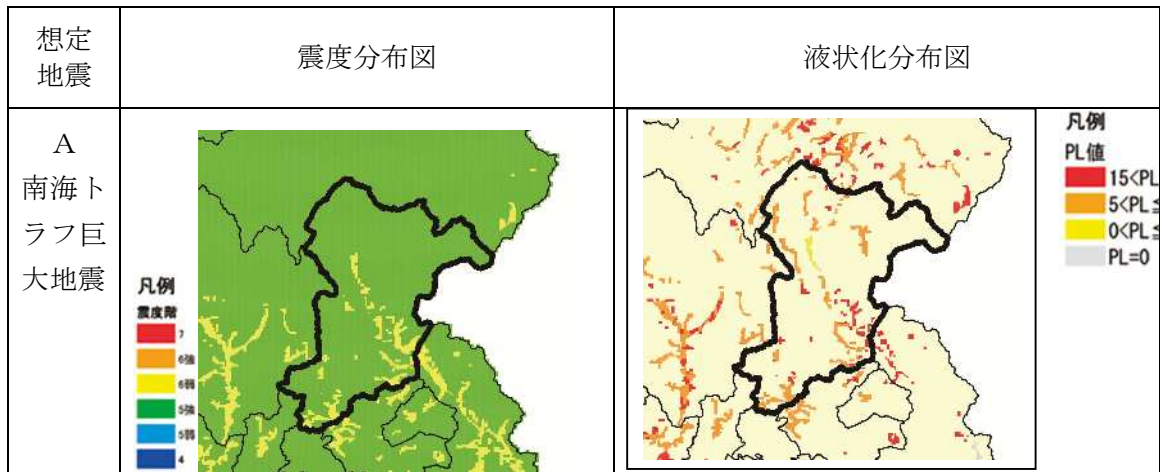 想定
地震
震度分布図
液状化分布図
A
南海ト
ラフ巨
大地震
凡例
震度階
7
6強
6弱
5強
5弱
4
凡例
PL値
15<PL
5<PL≤
0<PL≤
PL=0